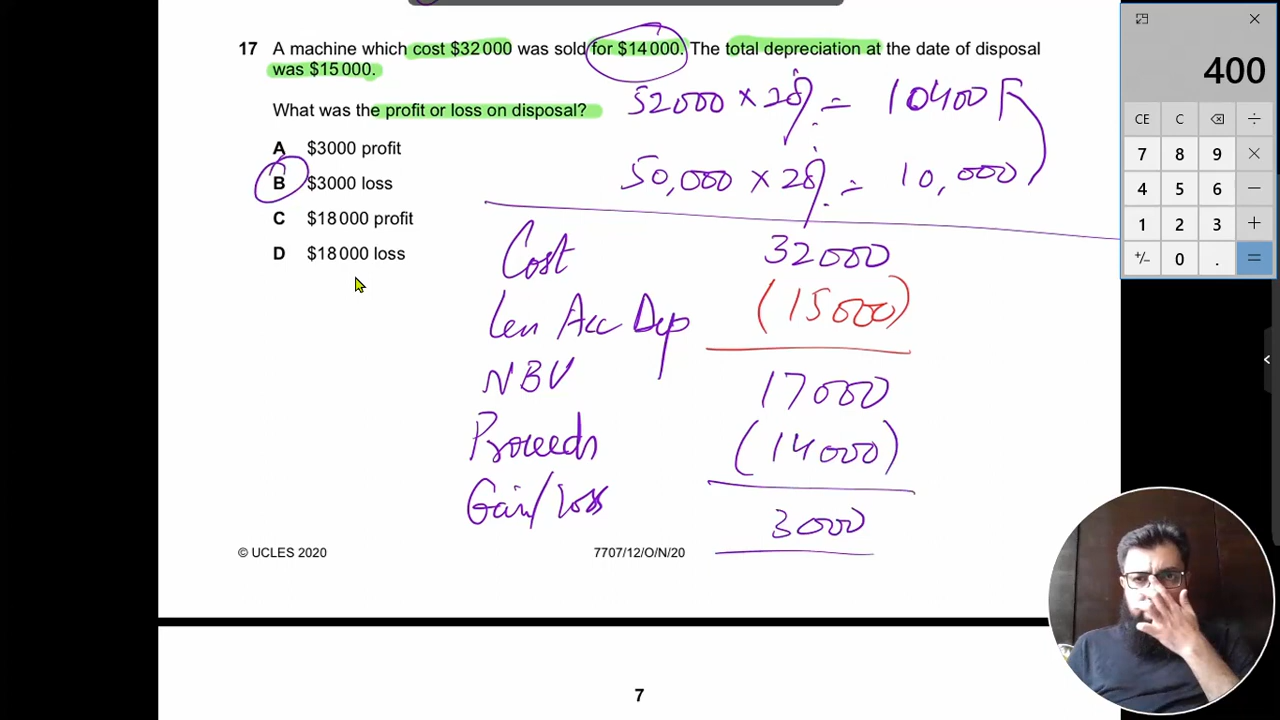 17 A machine which cost $32 000 was sold for $14 000. The total depreciation at the date of disposal
was $15 000.
What was the profit or loss on disposal?
A $3000 profit
B $3000 loss
C $18 000 profit
D $18 000 loss
52000 × 20% = 10400
50,000 × 20% = 10,000
Cost 32000
Less Acc Dep (15000)
NBV 17000
Proceeds (14000)
Gain/loss 3000
© UCLES 2020 7707/12/O/N/20
7
400
CE C ⌫ ÷
7 8 9 ×
4 5 6 −
1 2 3 +
+/− 0 . =